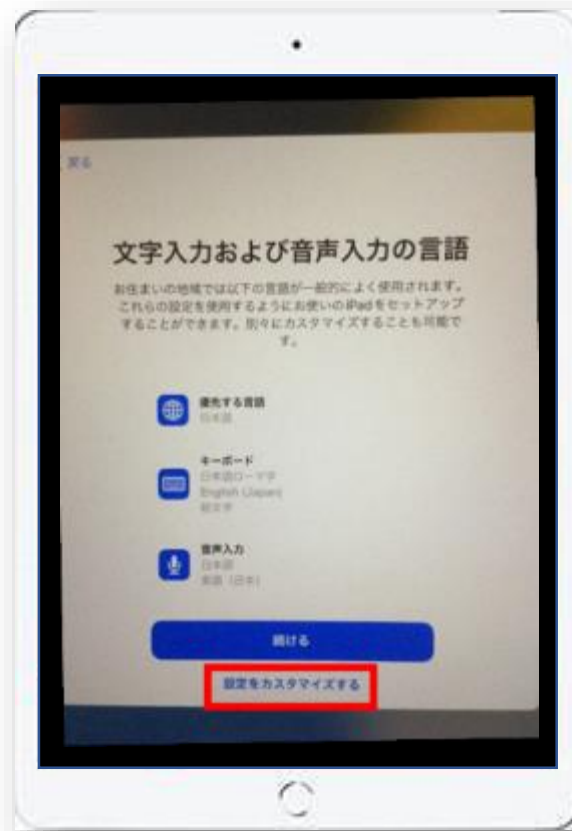 戻る
文字入力および音声入力の言語
お住まいの地域では以下の言語が一般的によく使用されます。
これらの設定を使用するようにお使いのiPadをセットアップ
することができます。別々にカスタマイズすることも可能で
す。
優先する言語
日本語
キーボード
日本語ローマ字
English (Japan)
絵文字
音声入力
日本語
英語（日本）
続ける
設定をカスタマイズする